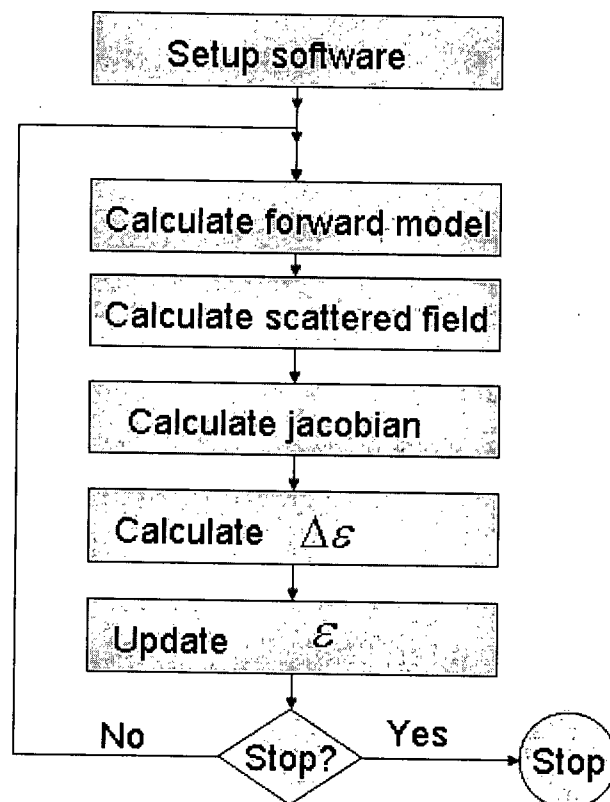 Setup software
Calculate forward model
Calculate scattered field
Calculate jacobian
Calculate Δε
Update ε
No
Stop?
Yes
Stop